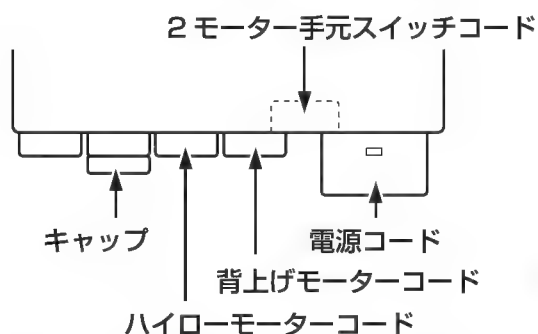 2モーター手元スイッチコード
キャップ
電源コード
背上げモーターコード
ハイローモーターコード